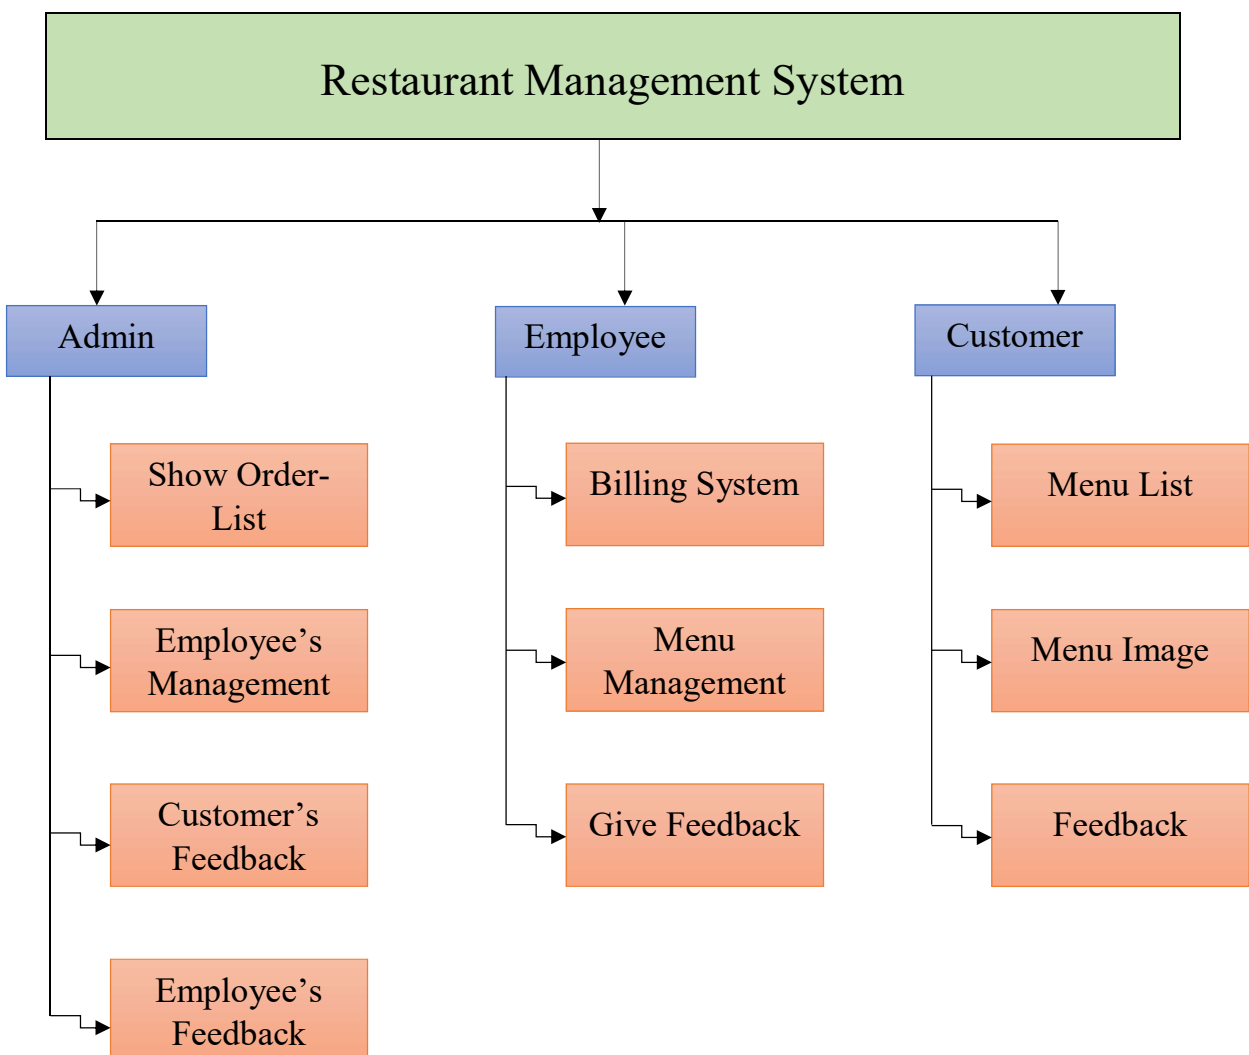 Restaurant Management System
Admin
Employee
Customer
Show Order-
List
Billing System
Menu List
Employee’s
Management
Menu
Management
Menu Image
Customer’s
Feedback
Give Feedback
Feedback
Employee’s
Feedback